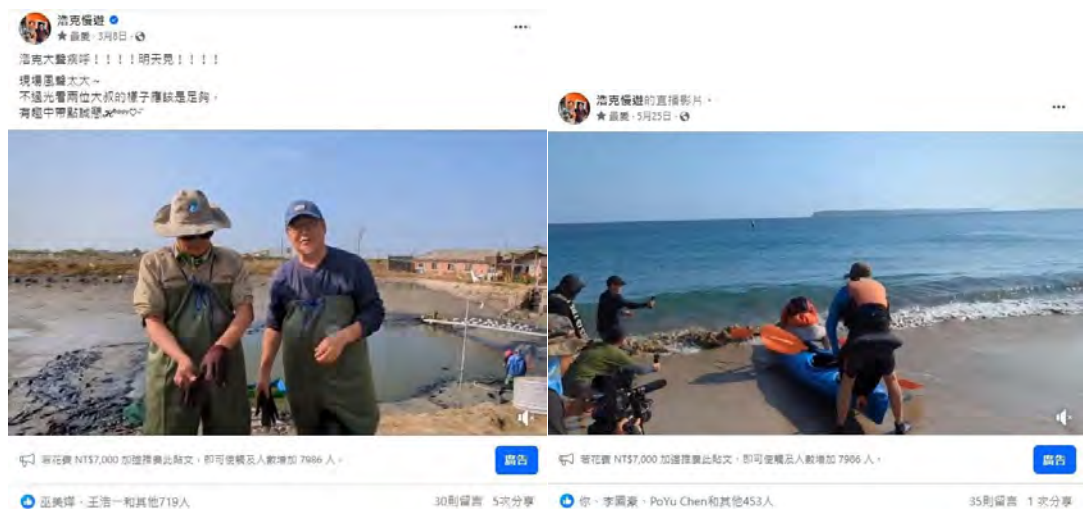 浩克慢遊
最愛・3月8日・
浩克大聲疾呼！！！！明天見！！！！
現場風聲太大~
不過光看兩位大叔的樣子應該是足夠，
有趣中帶點誠懇
若花費 NT$7,000 加強推廣此貼文，即可使觸及人數增加 7986 人。
廣告
巫美嬅、王浩一和其他719人
30則留言 5次分享
浩克慢遊的直播影片。
最愛・5月25日・
若花費 NT$7,000 加強推廣此貼文，即可使觸及人數增加 7986 人。
廣告
你、李國豪、PoYu Chen和其他453人
35則留言 1 次分享